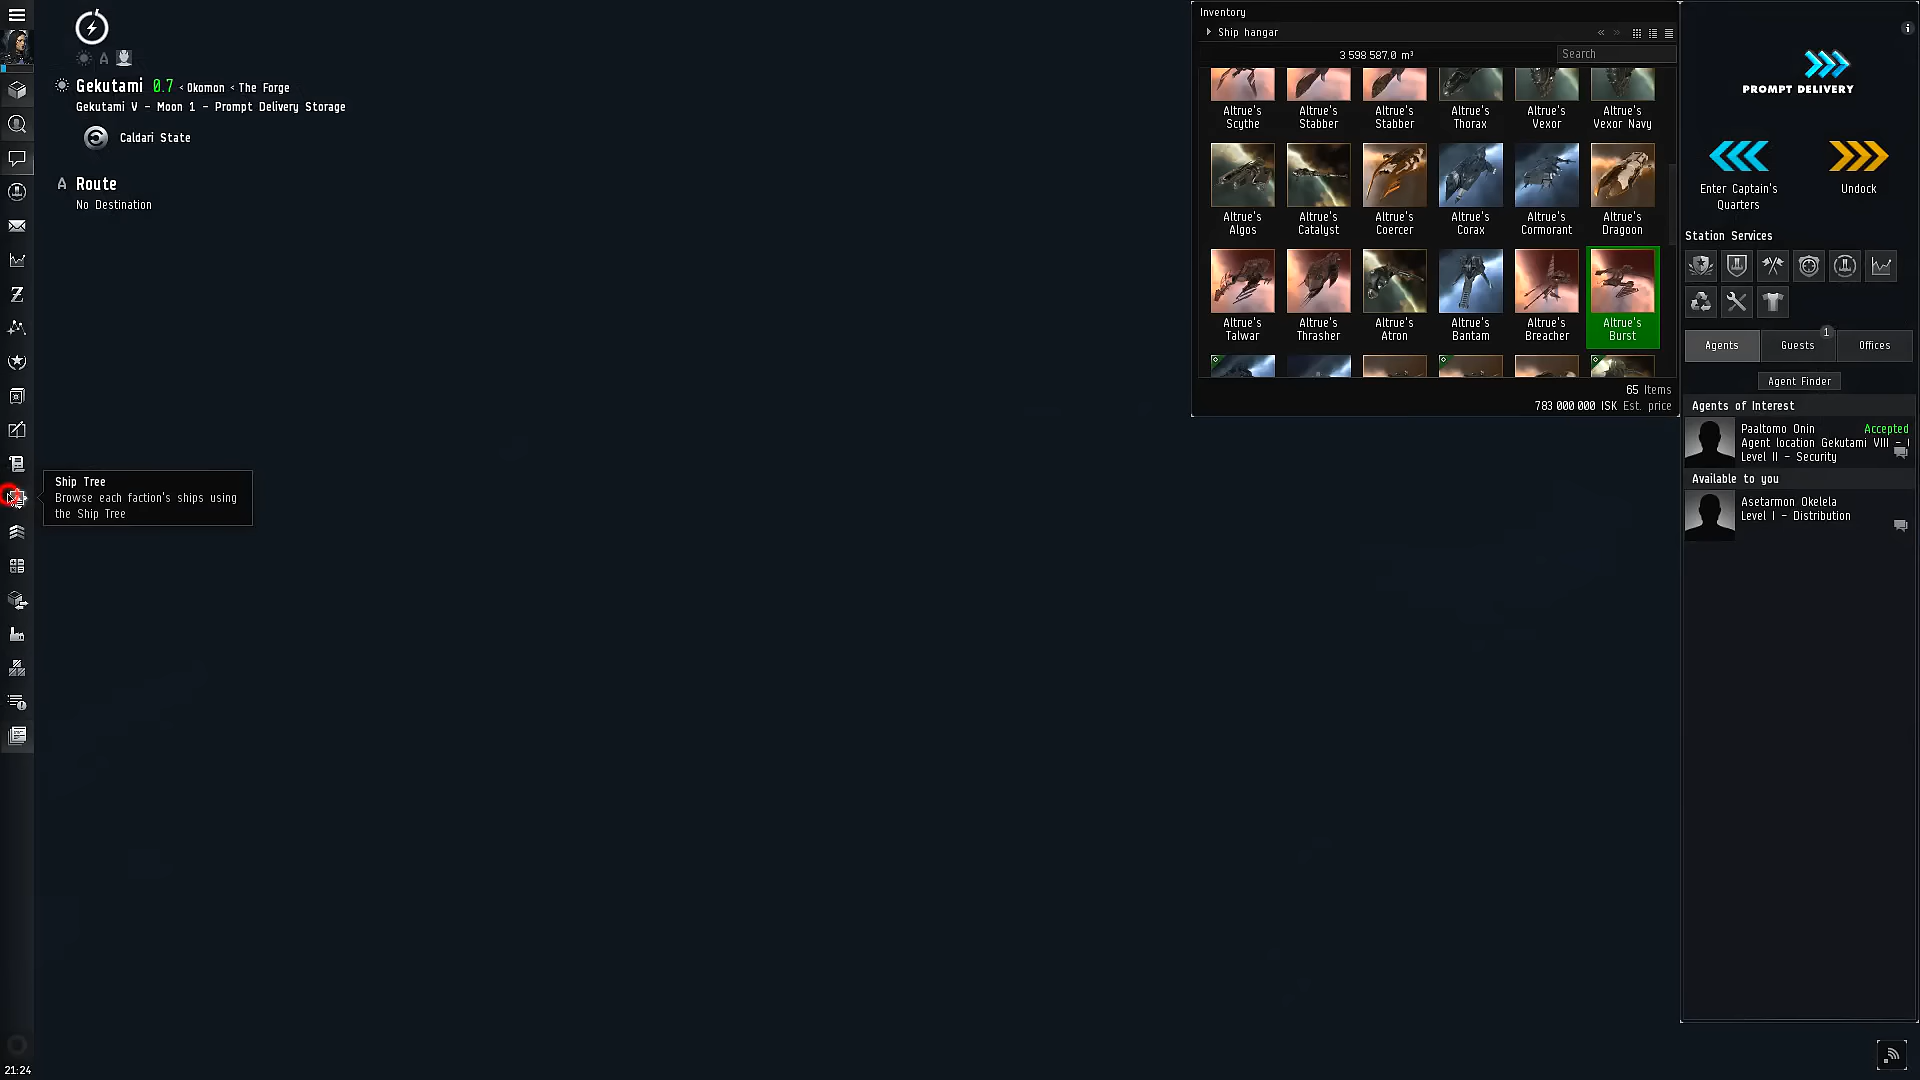 Gekutami 0.7 < Okomon < The Forge
Gekutami V - Moon 1 - Prompt Delivery Storage
Caldari State
A Route
No Destination
Ship Tree
Browse each faction's ships using
the Ship Tree
21:24
Inventory
Ship hangar
3 598 587,0 m³
Search
Altrue's Scythe
Altrue's Stabber
Altrue's Stabber
Altrue's Thorax
Altrue's Vexor
Altrue's Vexor Navy
Altrue's Algos
Altrue's Catalyst
Altrue's Coercer
Altrue's Corax
Altrue's Cormorant
Altrue's Dragoon
Altrue's Talwar
Altrue's Thrasher
Altrue's Atron
Altrue's Bantam
Altrue's Breacher
Altrue's Burst
65 Items
783 000 000 ISK Est. price
PROMPT DELIVERY
Enter Captain's
Quarters
Undock
Station Services
Agents
Guests
1
Offices
Agent Finder
Agents of Interest
Paaltomo Onin Accepted
Agent location Gekutami VIII -
Level II - Security
Available to you
Asetarmon Okelela
Level I - Distribution